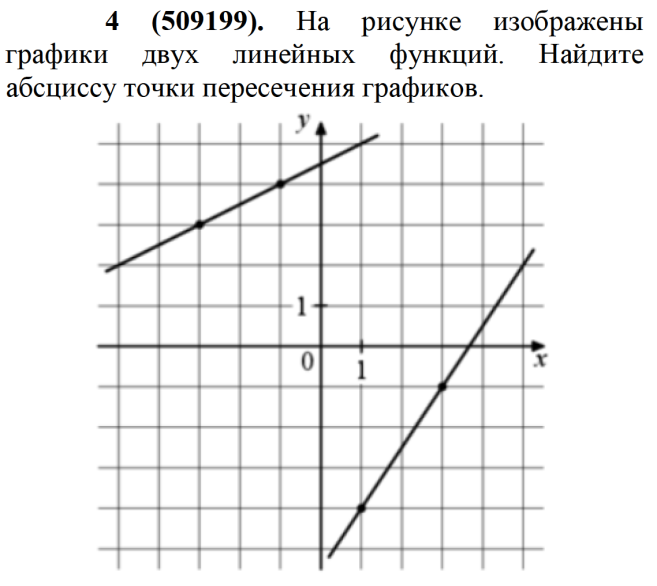 4 (509199). На рисунке изображены
графики двух линейных функций. Найдите
абсциссу точки пересечения графиков.
y
1
0
1
x